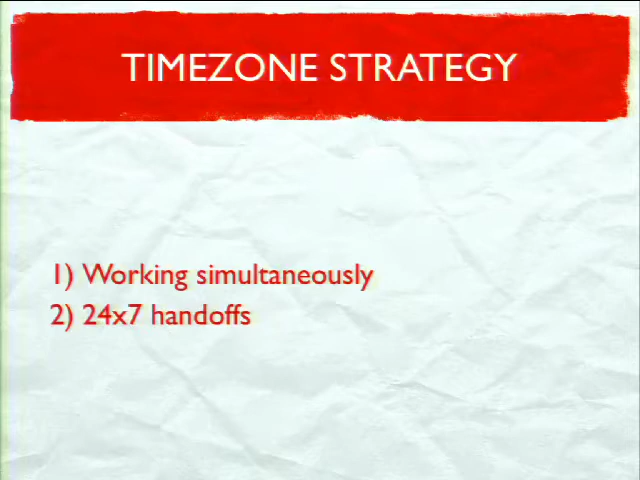 TIMEZONE STRATEGY
1) Working simultaneously
2) 24x7 handoffs